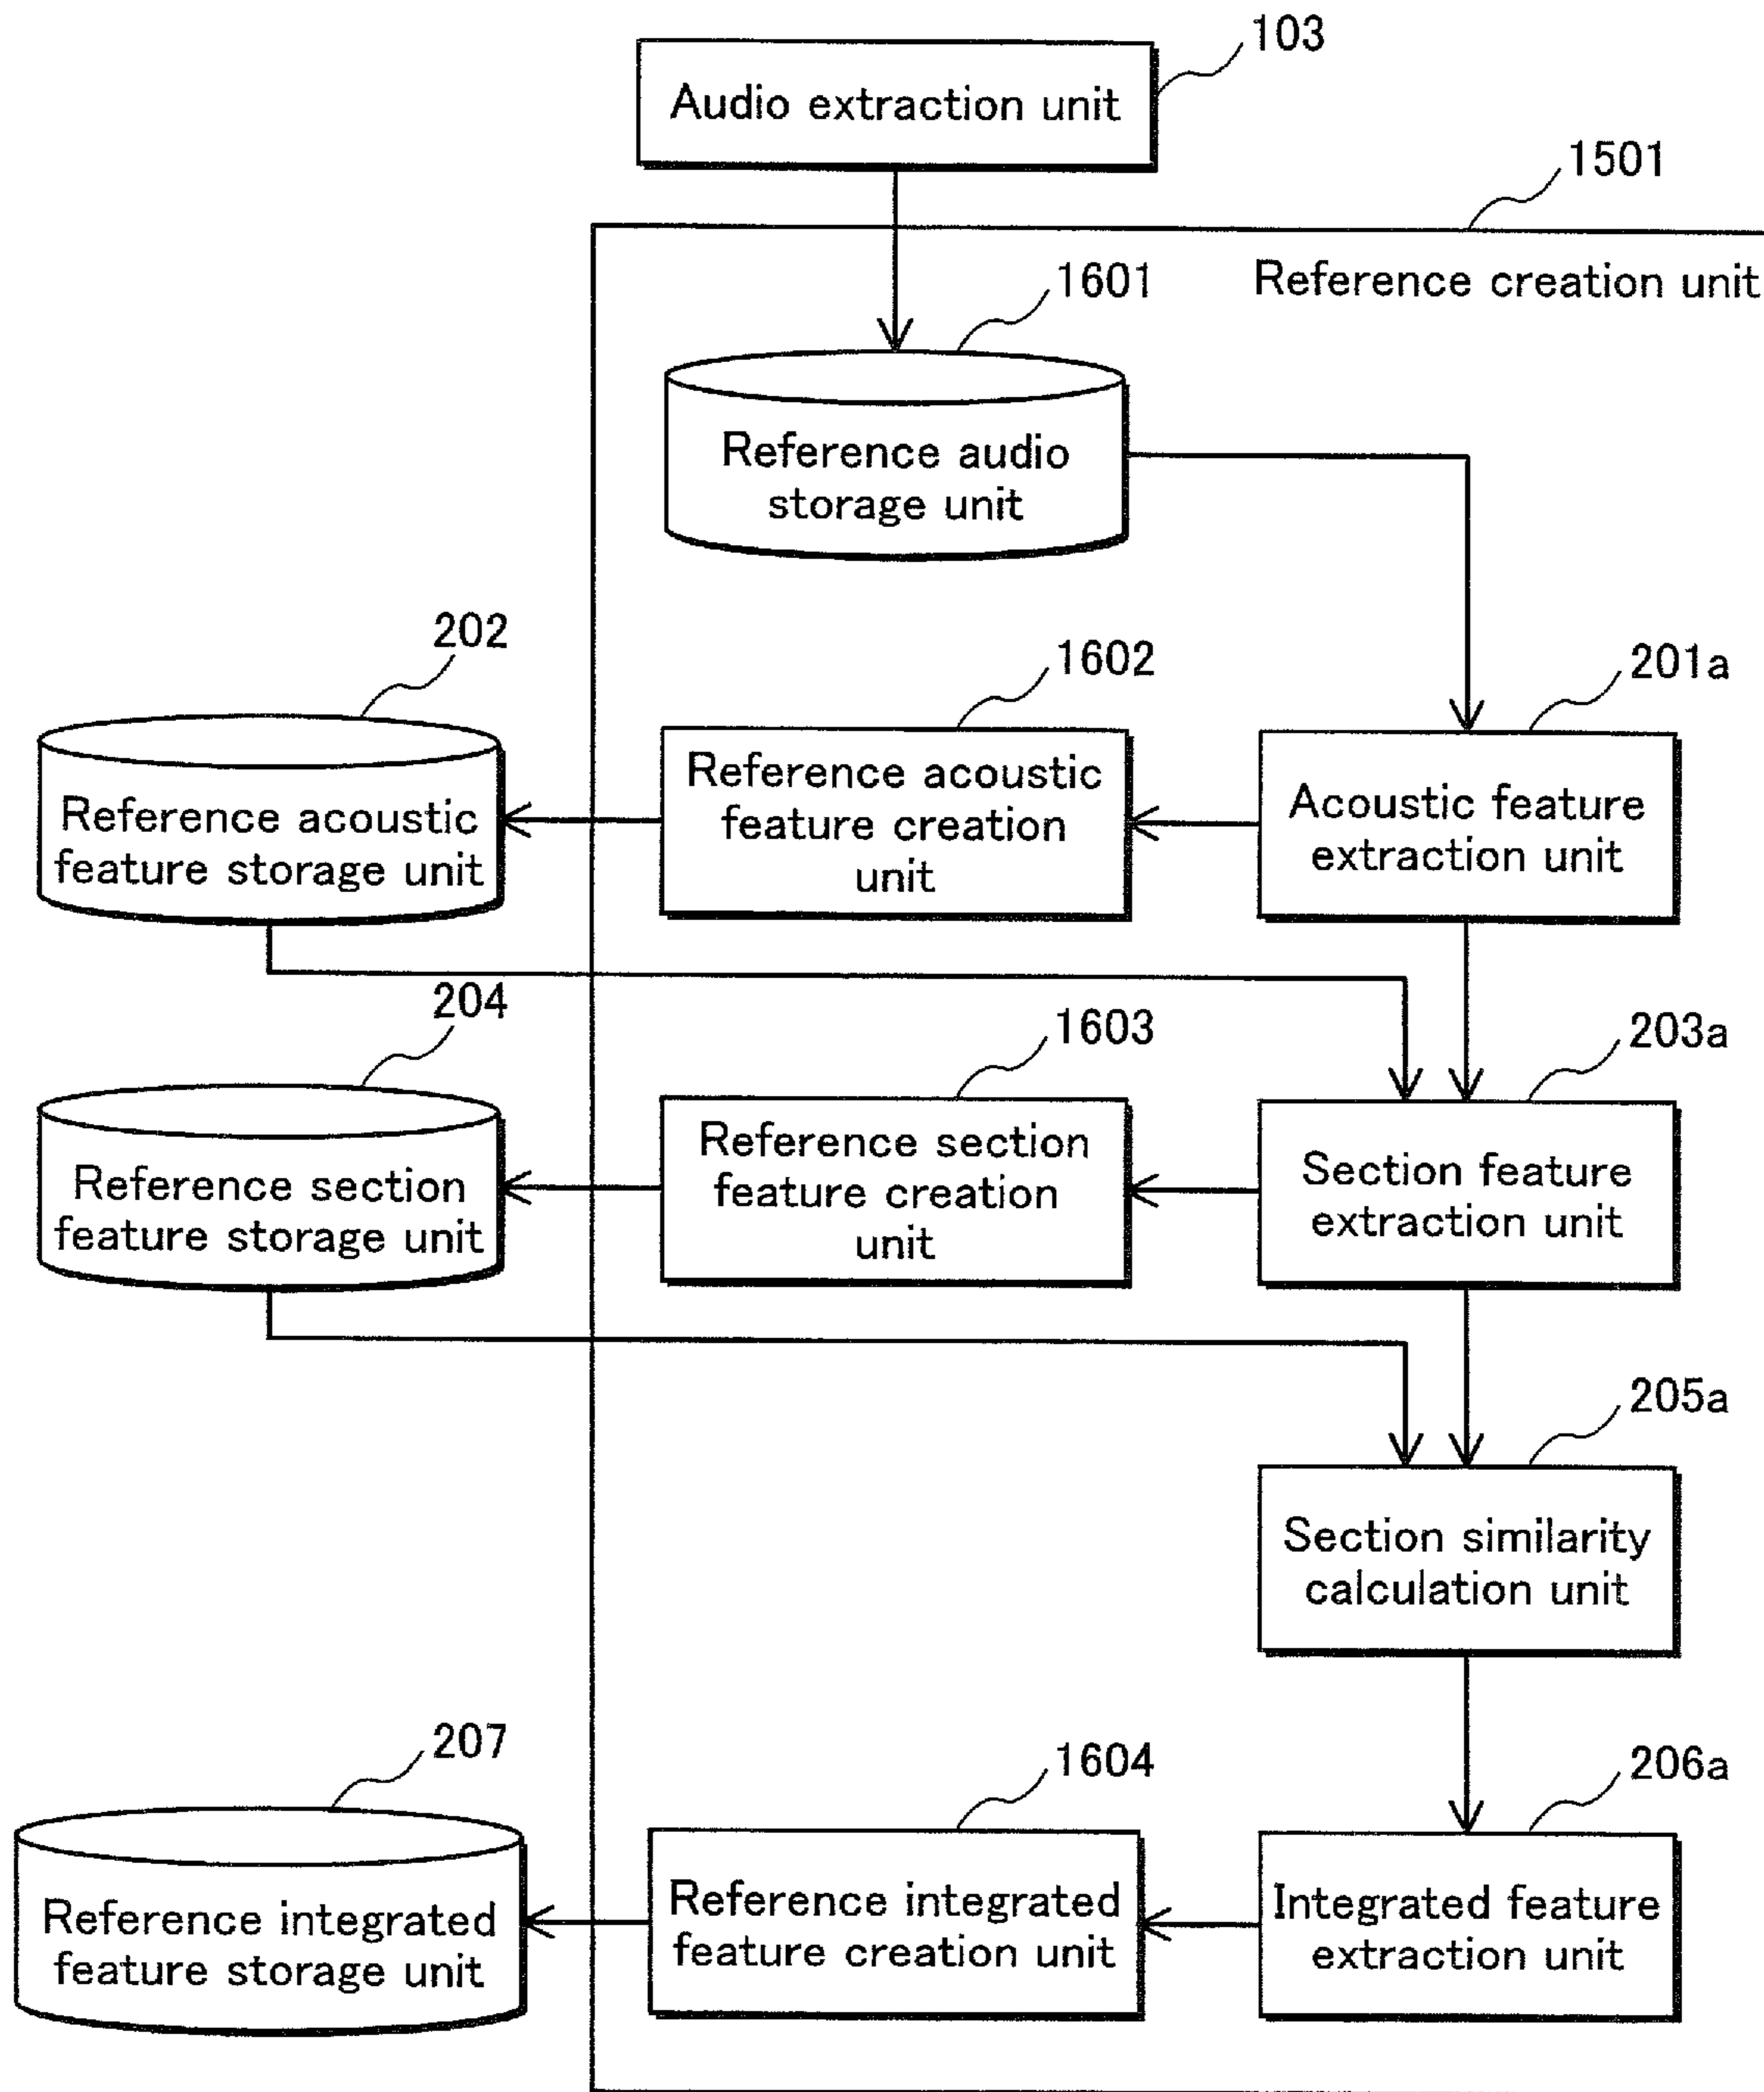 103
Audio extraction unit
1501
Reference creation unit
1601
Reference audio
storage unit
202
1602
201a
Reference acoustic
feature storage unit
Reference acoustic
feature creation
unit
Acoustic feature
extraction unit
204
1603
203a
Reference section
feature storage unit
Reference section
feature creation
unit
Section feature
extraction unit
205a
Section similarity
calculation unit
207
1604
206a
Reference integrated
feature storage unit
Reference integrated
feature creation unit
Integrated feature
extraction unit